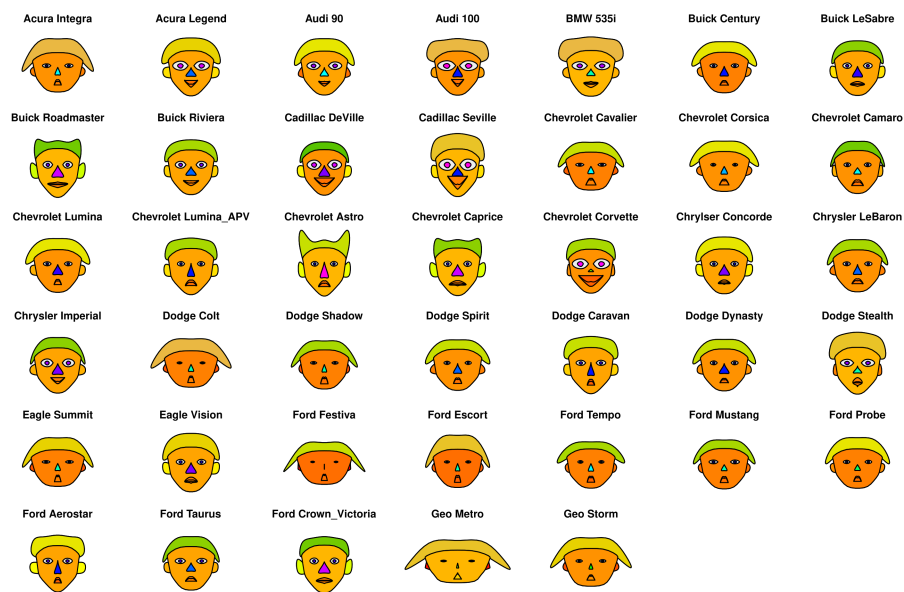 Acura Integra Acura Legend Audi 90 Audi 100 BMW 535i Buick Century Buick LeSabre
Buick Roadmaster Buick Riviera Cadillac DeVille Cadillac Seville Chevrolet Cavalier Chevrolet Corsica Chevrolet Camaro
Chevrolet Lumina Chevrolet Lumina_APV Chevrolet Astro Chevrolet Caprice Chevrolet Corvette Chrylser Concorde Chrysler LeBaron
Chrysler Imperial Dodge Colt Dodge Shadow Dodge Spirit Dodge Caravan Dodge Dynasty Dodge Stealth
Eagle Summit Eagle Vision Ford Festiva Ford Escort Ford Tempo Ford Mustang Ford Probe
Ford Aerostar Ford Taurus Ford Crown_Victoria Geo Metro Geo Storm